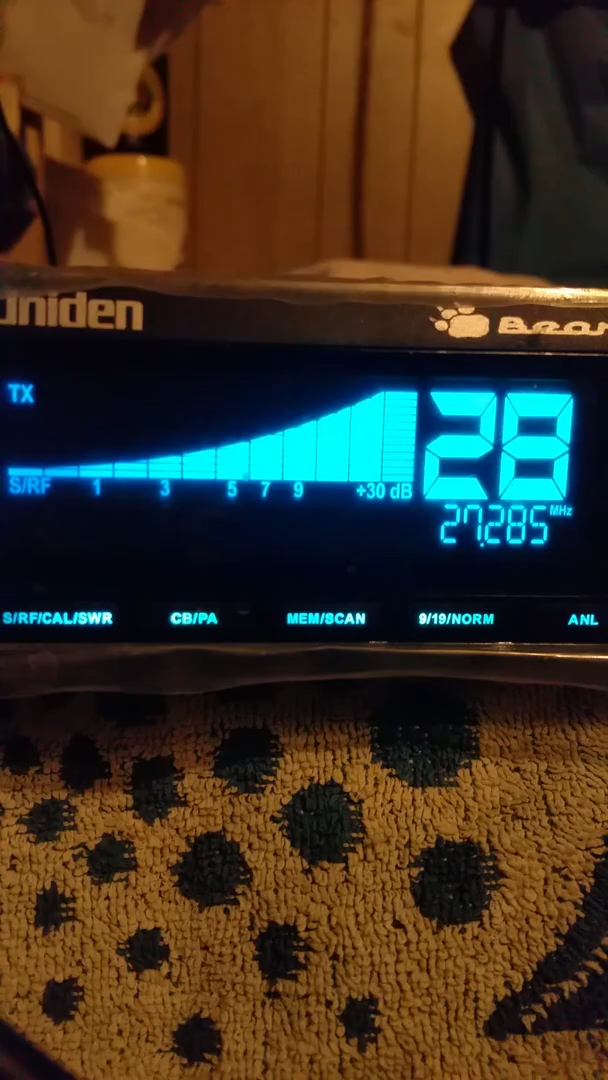 uniden Bear
TX 28
S/RF 1 3 5 7 9 +30 dB
27.285 MHz
S/RF/CAL/SWR CB/PA MEM/SCAN 9/19/NORM ANL